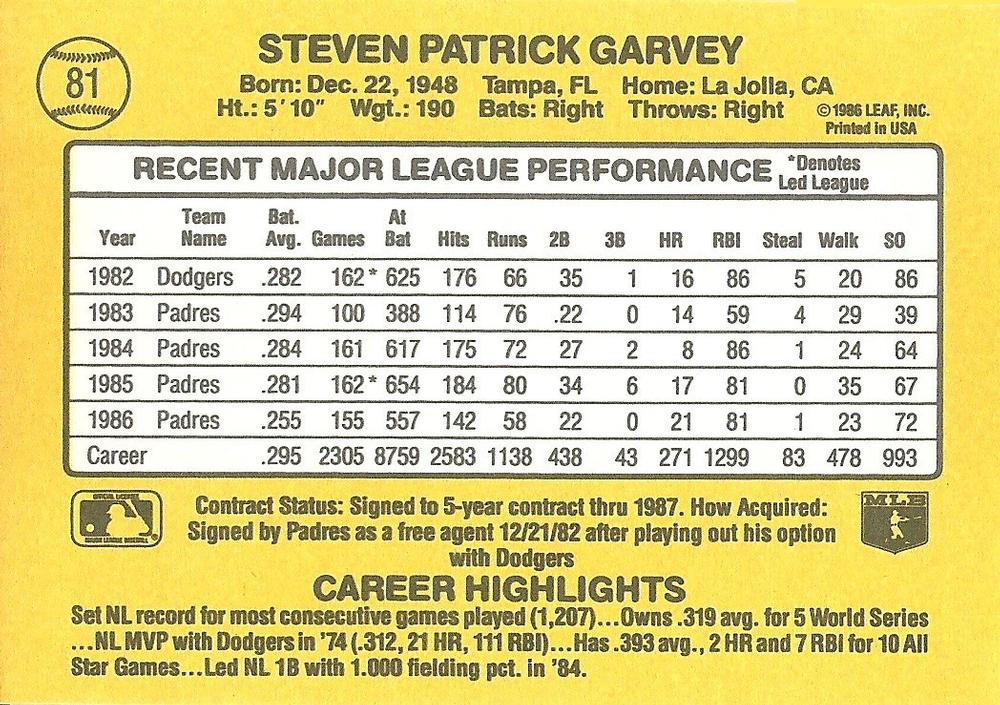 81
STEVEN PATRICK GARVEY
Born: Dec. 22, 1948 Tampa, FL Home: La Jolla, CA
Ht.: 5' 10" Wgt.: 190 Bats: Right Throws: Right
©1986 LEAF, INC.
Printed in USA
RECENT MAJOR LEAGUE PERFORMANCE *Denotes
Led League
Year Team Name Bat. Avg. Games At Bat Hits Runs 2B 3B HR RBI Steal Walk SO
1982 Dodgers .282 162* 625 176 66 35 1 16 86 5 20 86
1983 Padres .294 100 388 114 76 .22 0 14 59 4 29 39
1984 Padres .284 161 617 175 72 27 2 8 86 1 24 64
1985 Padres .281 162* 654 184 80 34 6 17 81 0 35 67
1986 Padres .255 155 557 142 58 22 0 21 81 1 23 72
Career .295 2305 8759 2583 1138 438 43 271 1299 83 478 993
OFFICIAL LICENSEE
MAJOR LEAGUE BASEBALL
Contract Status: Signed to 5-year contract thru 1987. How Acquired:
Signed by Padres as a free agent 12/21/82 after playing out his option
with Dodgers
MLB
CAREER HIGHLIGHTS
Set NL record for most consecutive games played (1,207)...Owns .319 avg. for 5 World Series
...NL MVP with Dodgers in '74 (.312, 21 HR, 111 RBI)...Has .393 avg., 2 HR and 7 RBI for 10 All
Star Games...Led NL 1B with 1.000 fielding pct. in '84.